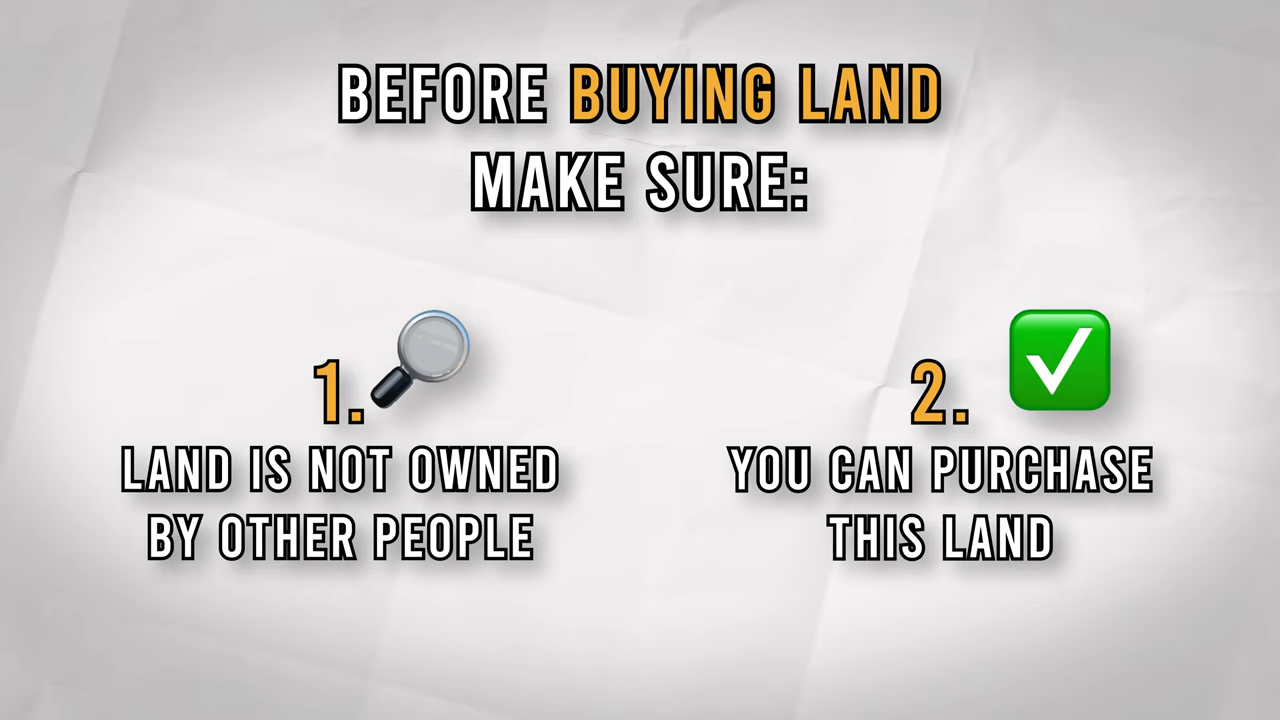 BEFORE BUYING LAND
MAKE SURE:
1.
LAND IS NOT OWNED
BY OTHER PEOPLE
2.
YOU CAN PURCHASE
THIS LAND